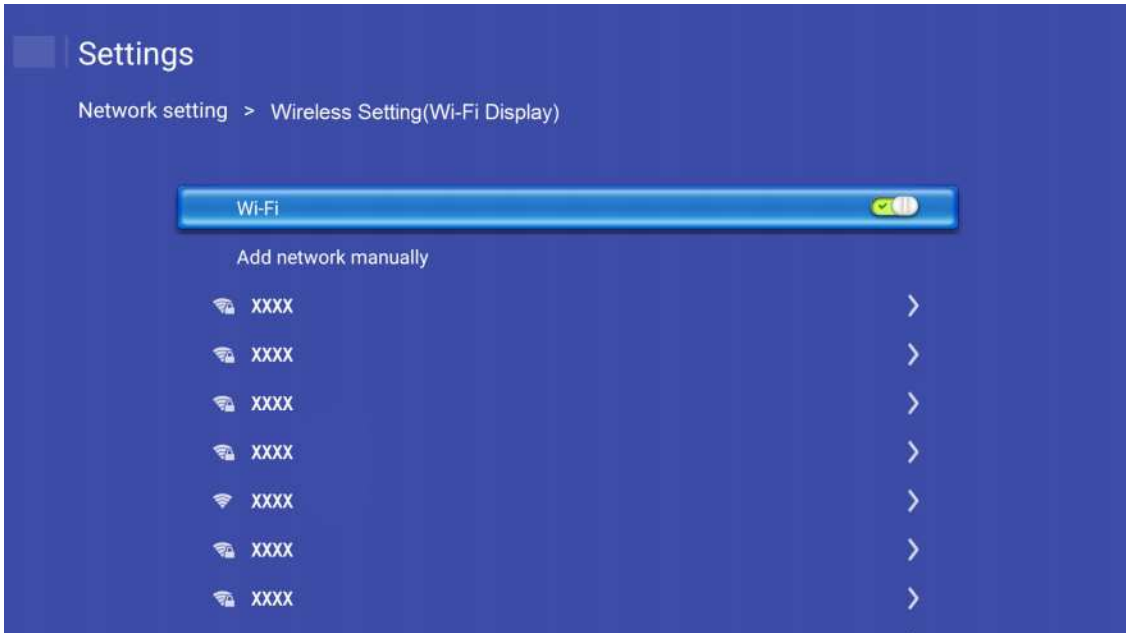 Settings
Network setting > Wireless Setting(Wi-Fi Display)
Wi-Fi
Add network manually
XXXX
XXXX
XXXX
XXXX
XXXX
XXXX
XXXX